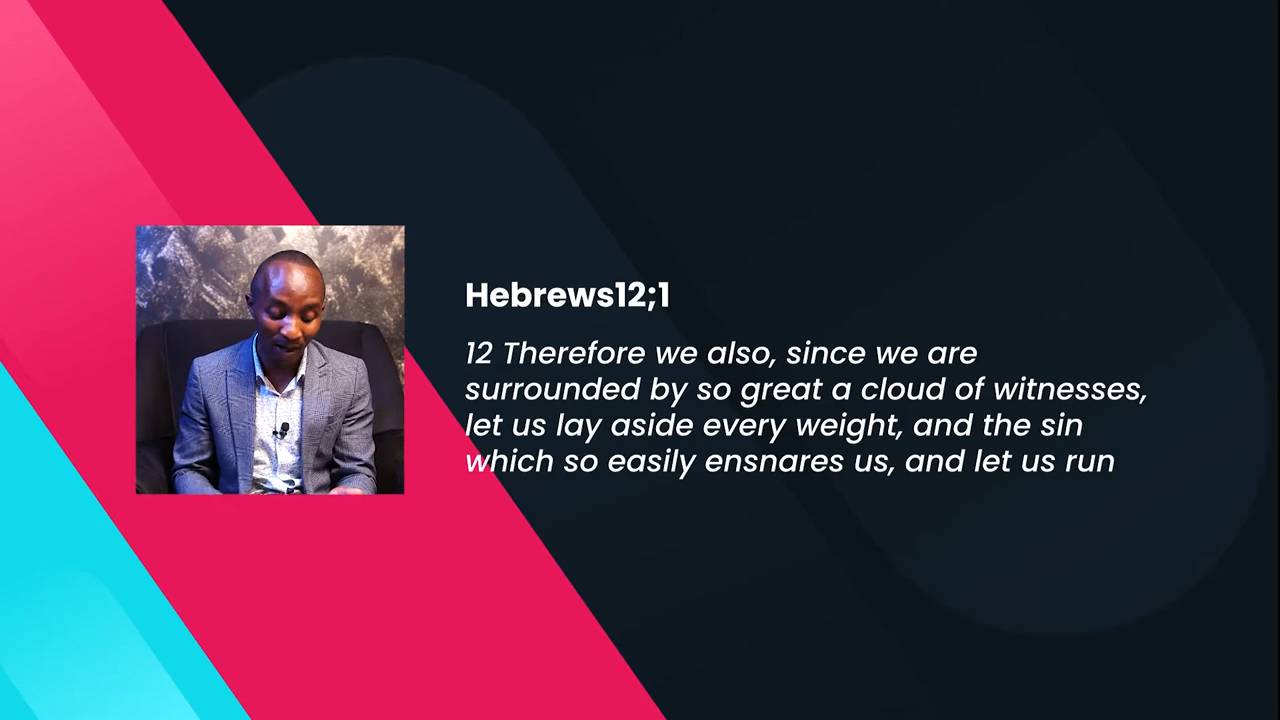 Hebrews12;1
12 Therefore we also, since we are
surrounded by so great a cloud of witnesses,
let us lay aside every weight, and the sin
which so easily ensnares us, and let us run